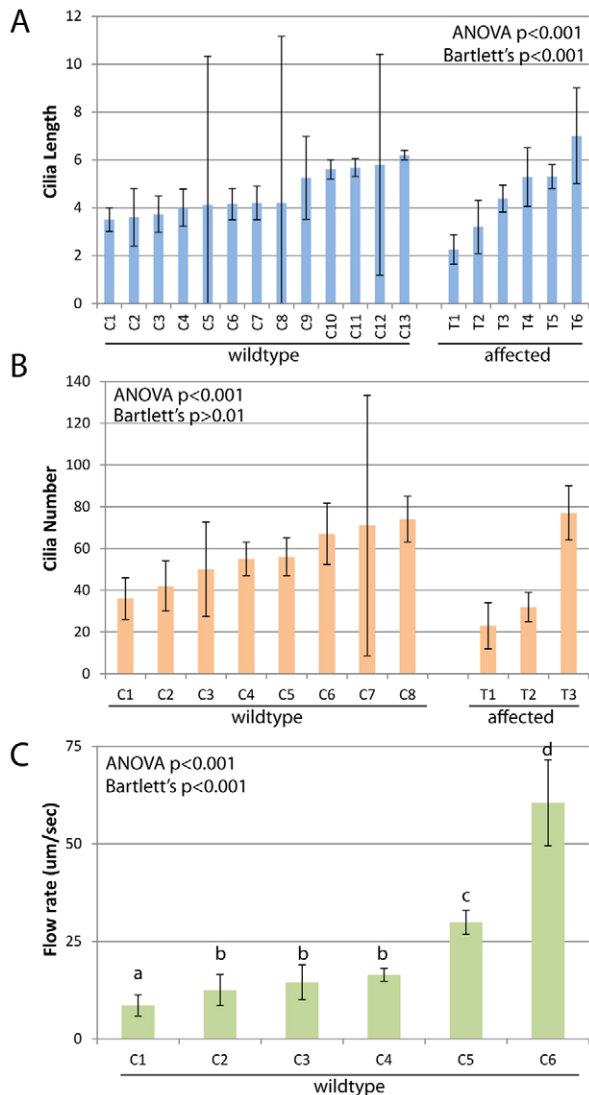 A
ANOVA p<0.001
Bartlett's p<0.001
Cilia Length
12
10
8
6
4
2
0
C1 C2 C3 C4 C5 C6 C7 C8 C9 C10 C11 C12 C13 T1 T2 T3 T4 T5 T6
wildtype affected
B
ANOVA p<0.001
Bartlett's p>0.01
Cilia Number
140
120
100
80
60
40
20
0
C1 C2 C3 C4 C5 C6 C7 C8 T1 T2 T3
wildtype affected
C
ANOVA p<0.001
Bartlett's p<0.001
Flow rate (um/sec)
75
50
25
0
a b b b c d
C1 C2 C3 C4 C5 C6
wildtype